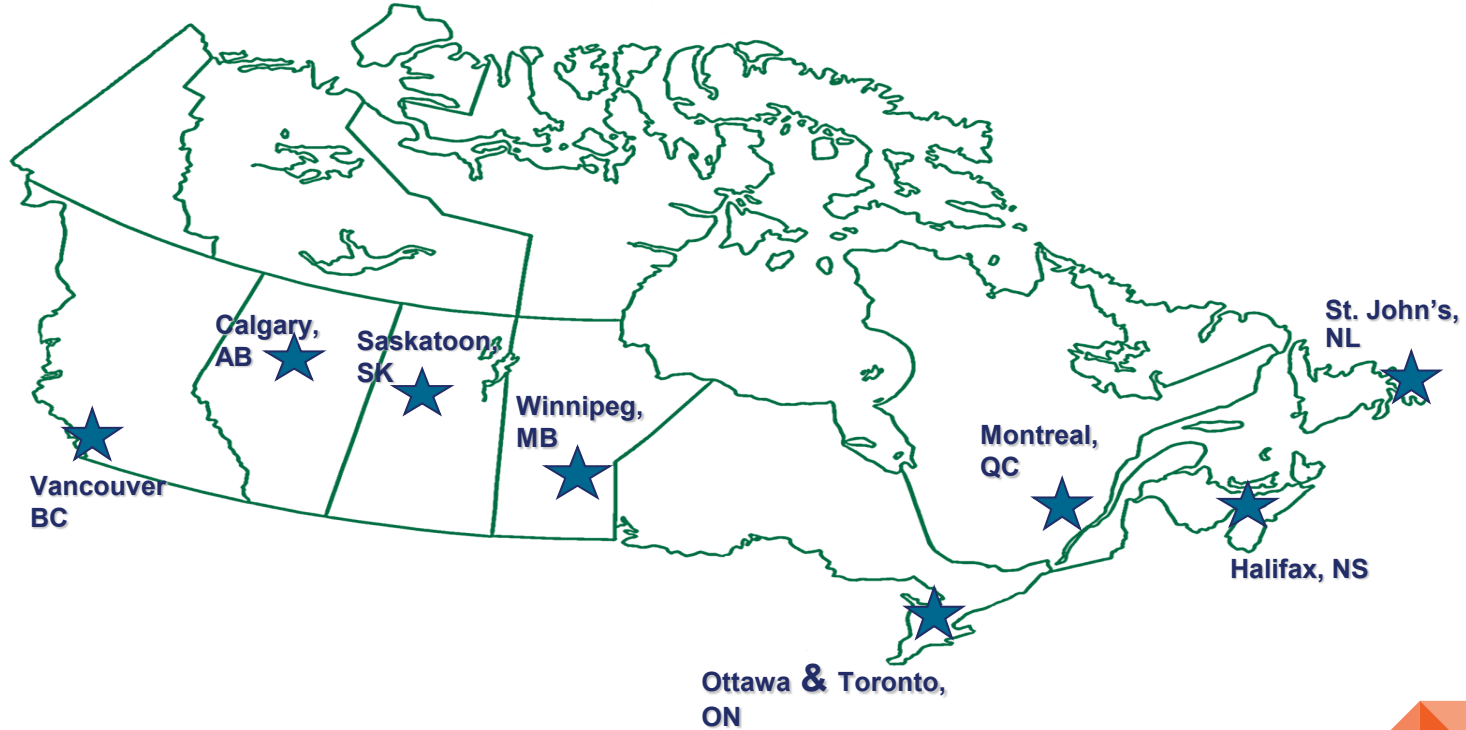 Calgary,
AB
Saskatoon,
SK
Winnipeg,
MB
Vancouver
BC
Montreal,
QC
St. John’s,
NL
Halifax, NS
Ottawa & Toronto,
ON